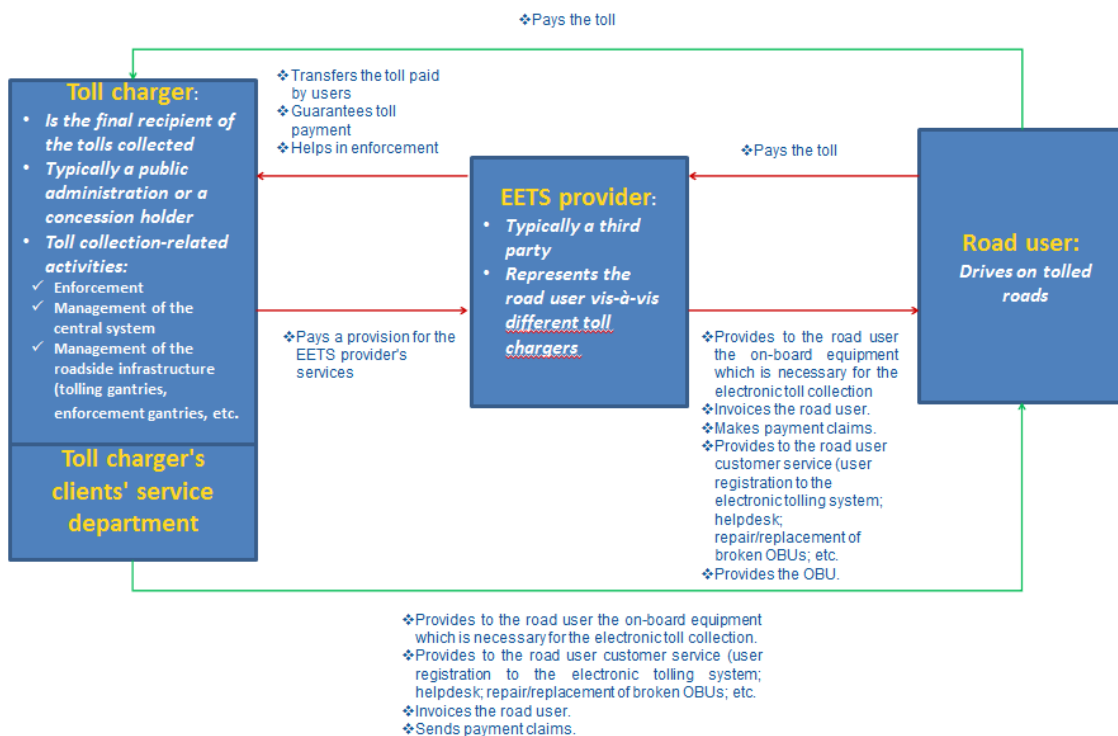 ❖Pays the toll
Toll charger:
• Is the final recipient of
the tolls collected
• Typically a public
administration or a
concession holder
• Toll collection-related
activities:
✓ Enforcement
✓ Management of the
central system
✓ Management of the
roadside infrastructure
(tolling gantries,
enforcement gantries, etc.
Toll charger's
clients' service
department
❖Transfers the toll paid
by users
❖Guarantees toll
payment
❖Helps in enforcement
❖Pays a provision for the
EETS provider's
services
EETS provider:
• Typically a third
party
• Represents the
road user vis-à-vis
different toll
chargers
❖Pays the toll
❖Provides to the road user
the on-board equipment
which is necessary for the
electronic toll collection
❖Invoices the road user.
❖Makes payment claims.
❖Provides to the road user
customer service (user
registration to the
electronic tolling system;
helpdesk;
repair/replacement of
broken OBUs; etc.
❖Provides the OBU.
Road user:
Drives on tolled
roads
❖Provides to the road user the on-board equipment
which is necessary for the electronic toll collection.
❖Provides to the road user customer service (user
registration to the electronic tolling system;
helpdesk; repair/replacement of broken OBUs; etc.
❖Invoices the road user.
❖Sends payment claims.